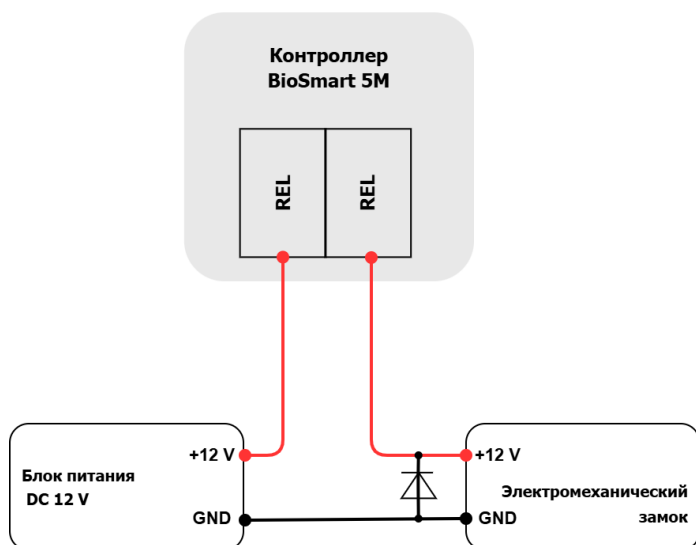 Контроллер
BioSmart 5M
REL
REL
+12 V
Блок питания
DC 12 V
GND
+12 V
Электромеханический
замок
GND